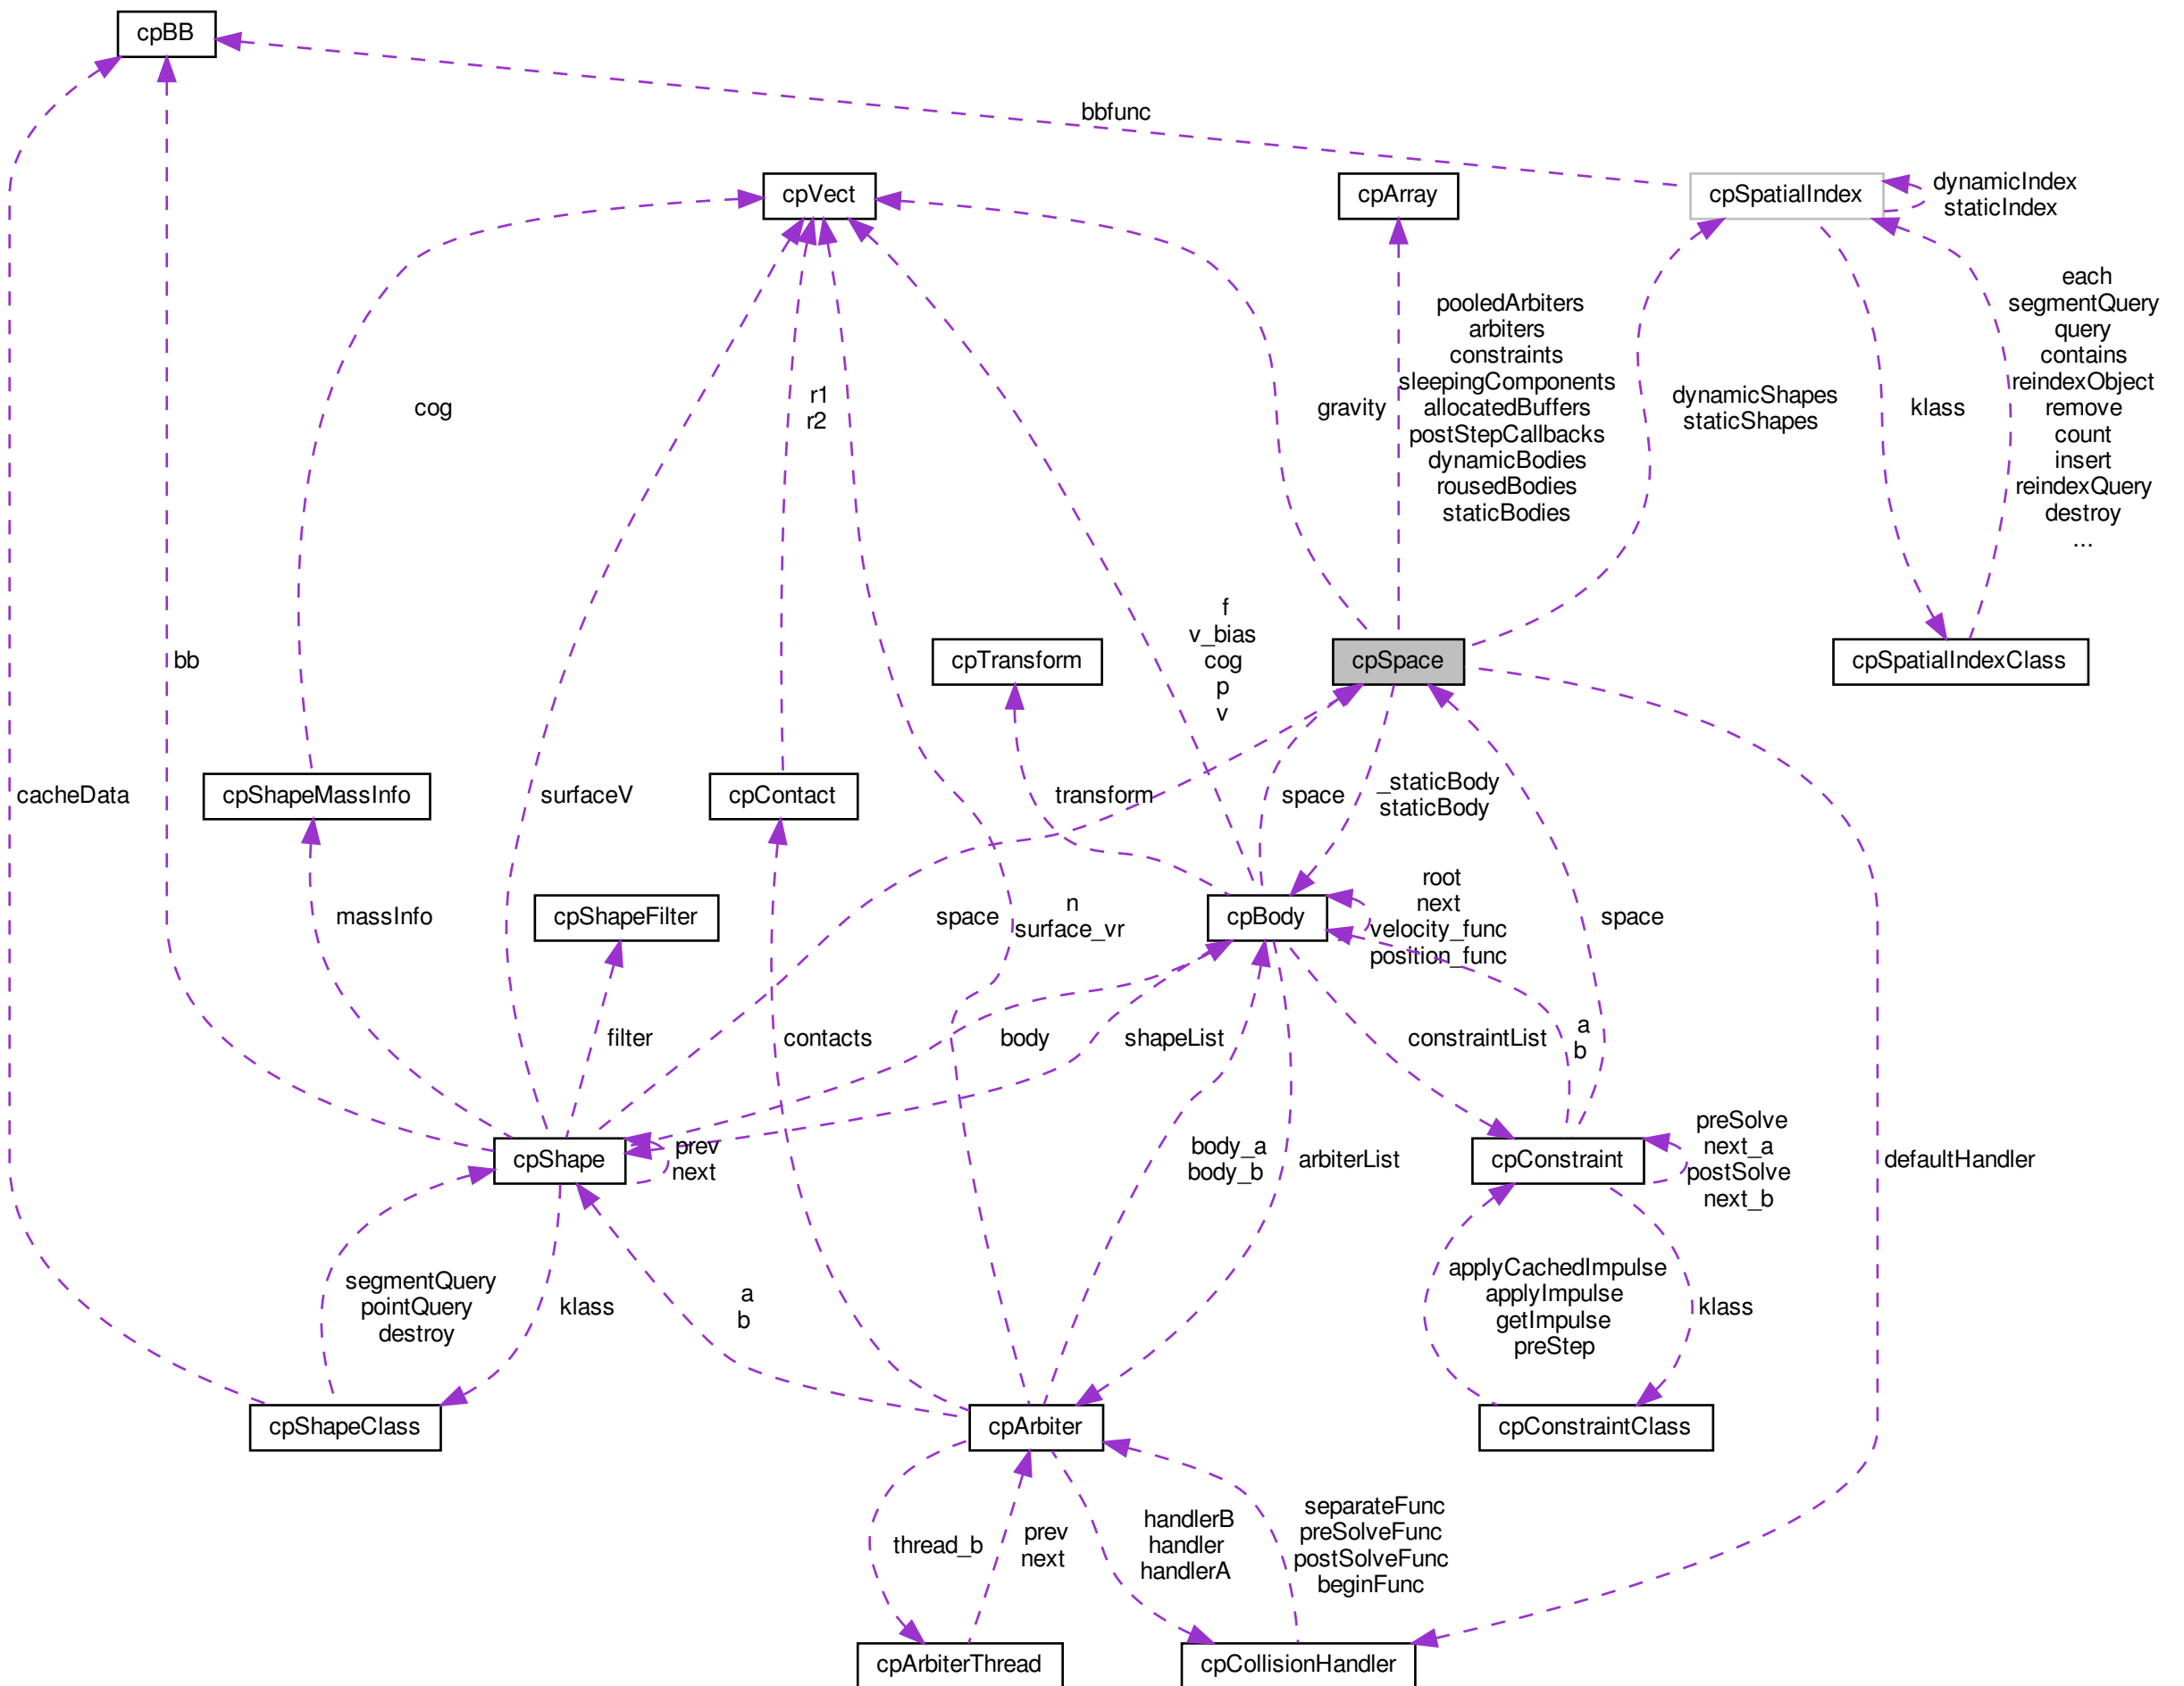 cpBB
bbfunc
cpVect
cpArray
cpSpatialIndex
dynamicIndex
staticIndex
cog
r1
r2
gravity
pooledArbiters
arbiters
constraints
sleepingComponents
allocatedBuffers
postStepCallbacks
dynamicBodies
rousedBodies
staticBodies
dynamicShapes
staticShapes
klass
each
segmentQuery
query
contains
reindexObject
remove
count
insert
reindexQuery
destroy
...
bb
f
v_bias
cog
p
v
cpTransform
cpSpace
cpSpatialIndexClass
cacheData
cpShapeMassInfo
surfaceV
cpContact
transform
space
_staticBody
staticBody
massInfo
cpShapeFilter
space
n
surface_vr
cpBody
root
next
velocity_func
position_func
space
filter
contacts
body
shapeList
constraintList
a
b
cpShape
prev
next
body_a
body_b
arbiterList
cpConstraint
preSolve
next_a
postSolve
next_b
defaultHandler
segmentQuery
pointQuery
destroy
klass
a
b
applyCachedImpulse
applyImpulse
getImpulse
preStep
klass
cpShapeClass
cpArbiter
cpConstraintClass
thread_b
prev
next
handlerB
handler
handlerA
separateFunc
preSolveFunc
postSolveFunc
beginFunc
cpArbiterThread
cpCollisionHandler